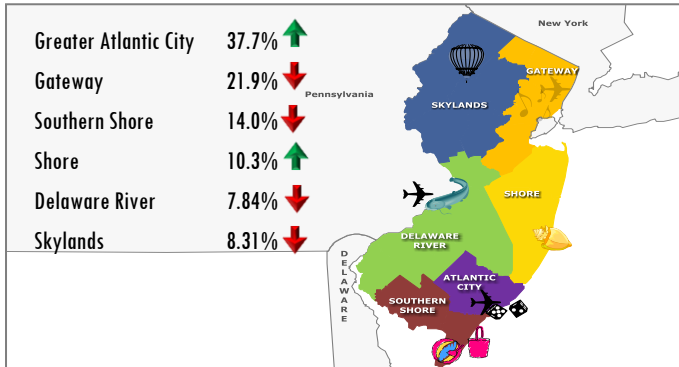 Greater Atlantic City 37.7%
Gateway 21.9%
Southern Shore 14.0%
Shore 10.3%
Delaware River 7.84%
Skylands 8.31%
New York
Pennsylvania
GATEWAY
SKYLANDS
SHORE
DELAWARE
RIVER
ATLANTIC
CITY
SOUTHERN
SHORE
DELAWARE